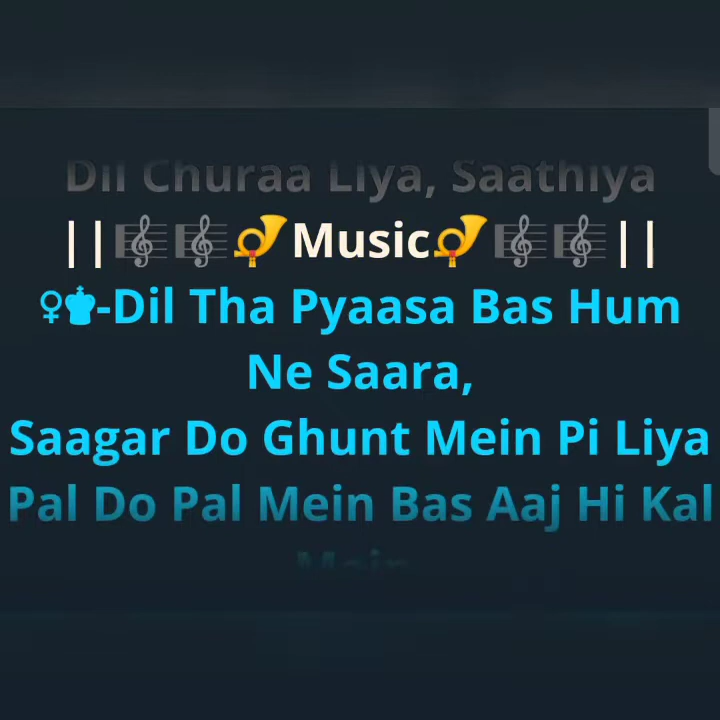 Dil Churaa Liya, Saathiya
||🎼🎼📯Music📯🎼🎼||
♀♚-Dil Tha Pyaasa Bas Hum
Ne Saara,
Saagar Do Ghunt Mein Pi Liya
Pal Do Pal Mein Bas Aaj Hi Kal